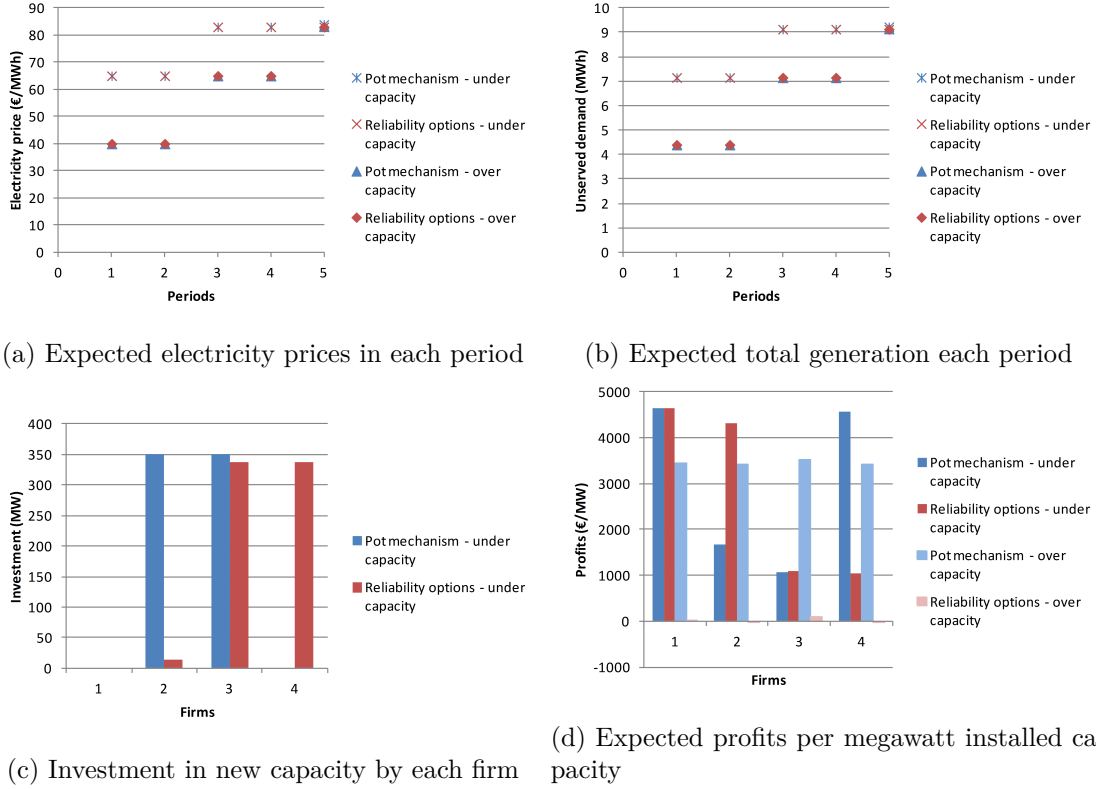 90
80
70
60
50
40
30
20
10
0
Electricity price (€/MWh)
0 1 2 3 4 5
Periods
Pot mechanism - under
capacity
Reliability options - under
capacity
Pot mechanism - over
capacity
Reliability options - over
capacity
(a) Expected electricity prices in each period
10
9
8
7
6
5
4
3
2
1
0
Unserved demand (MWh)
0 1 2 3 4 5
Periods
Pot mechanism - under
capacity
Reliability options - under
capacity
Pot mechanism - over
capacity
Reliability options - over
capacity
(b) Expected total generation each period
400
350
300
250
200
150
100
50
0
Investment (MW)
1 2 3 4
Firms
Pot mechanism - under
capacity
Reliability options - under
capacity
(c) Investment in new capacity by each firm
5000
4000
3000
2000
1000
0
-1000
Profits (€/MW)
1 2 3 4
Firms
Pot mechanism - under
capacity
Reliability options - under
capacity
Pot mechanism - over
capacity
Reliability options - over
capacity
(d) Expected profits per megawatt installed ca
pacity